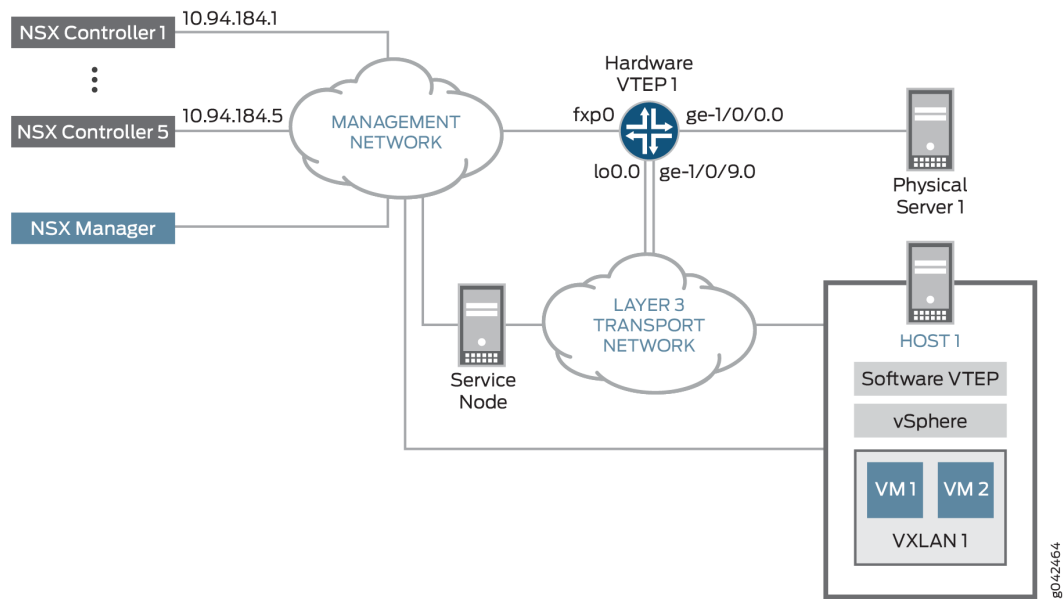 NSX Controller 1
10.94.184.1
NSX Controller 5
10.94.184.5
NSX Manager
MANAGEMENT
NETWORK
Hardware
VTEP 1
fxp0
ge-1/0/0.0
lo0.0
ge-1/0/9.0
Physical
Server 1
LAYER 3
TRANSPORT
NETWORK
Service
Node
HOST 1
Software VTEP
vSphere
VM 1
VM 2
VXLAN 1
g042464